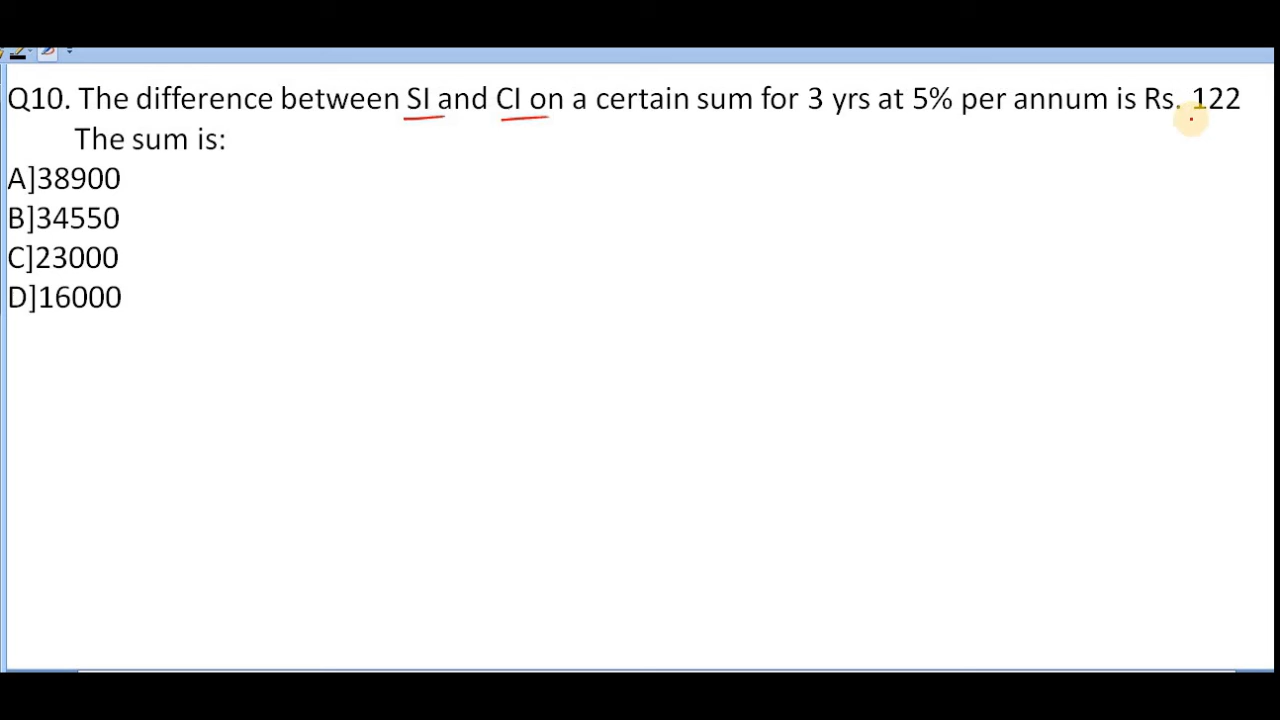 Q10. The difference between SI and CI on a certain sum for 3 yrs at 5% per annum is Rs. 122
The sum is:
A]38900
B]34550
C]23000
D]16000